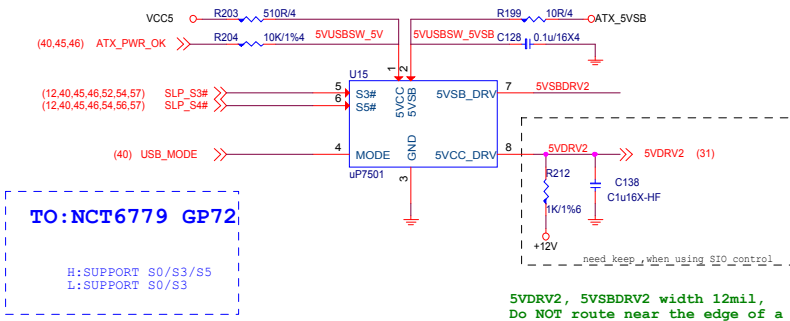 VCC5
R203
510R/4
R199
10R/4
ATX_5VSB
(40,45,46)
ATX_PWR_OK
R204
10K/1%4
5VUSBSW_5V
5VUSBSW_5VSB
C128
0.1u/16X4
1
2
U15
(12,40,45,46,52,54,57)
SLP_S3#
5
S3#
5VCC
5VSB
5VSB_DRV
7
5VSBDRV2
(12,40,45,46,54,56,57)
SLP_S4#
6
S5#
(40)
USB_MODE
4
MODE
GND
5VCC_DRV
8
5VDRV2
5VDRV2
(31)
uP7501
3
R212
1K/1%6
C138
C1u16X-HF
+12V
need keep ,when using SIO control
TO:NCT6779 GP72
H:SUPPORT S0/S3/S5
L:SUPPORT S0/S3
5VDRV2, 5VSBDRV2 width 12mil,
Do NOT route near the edge of a